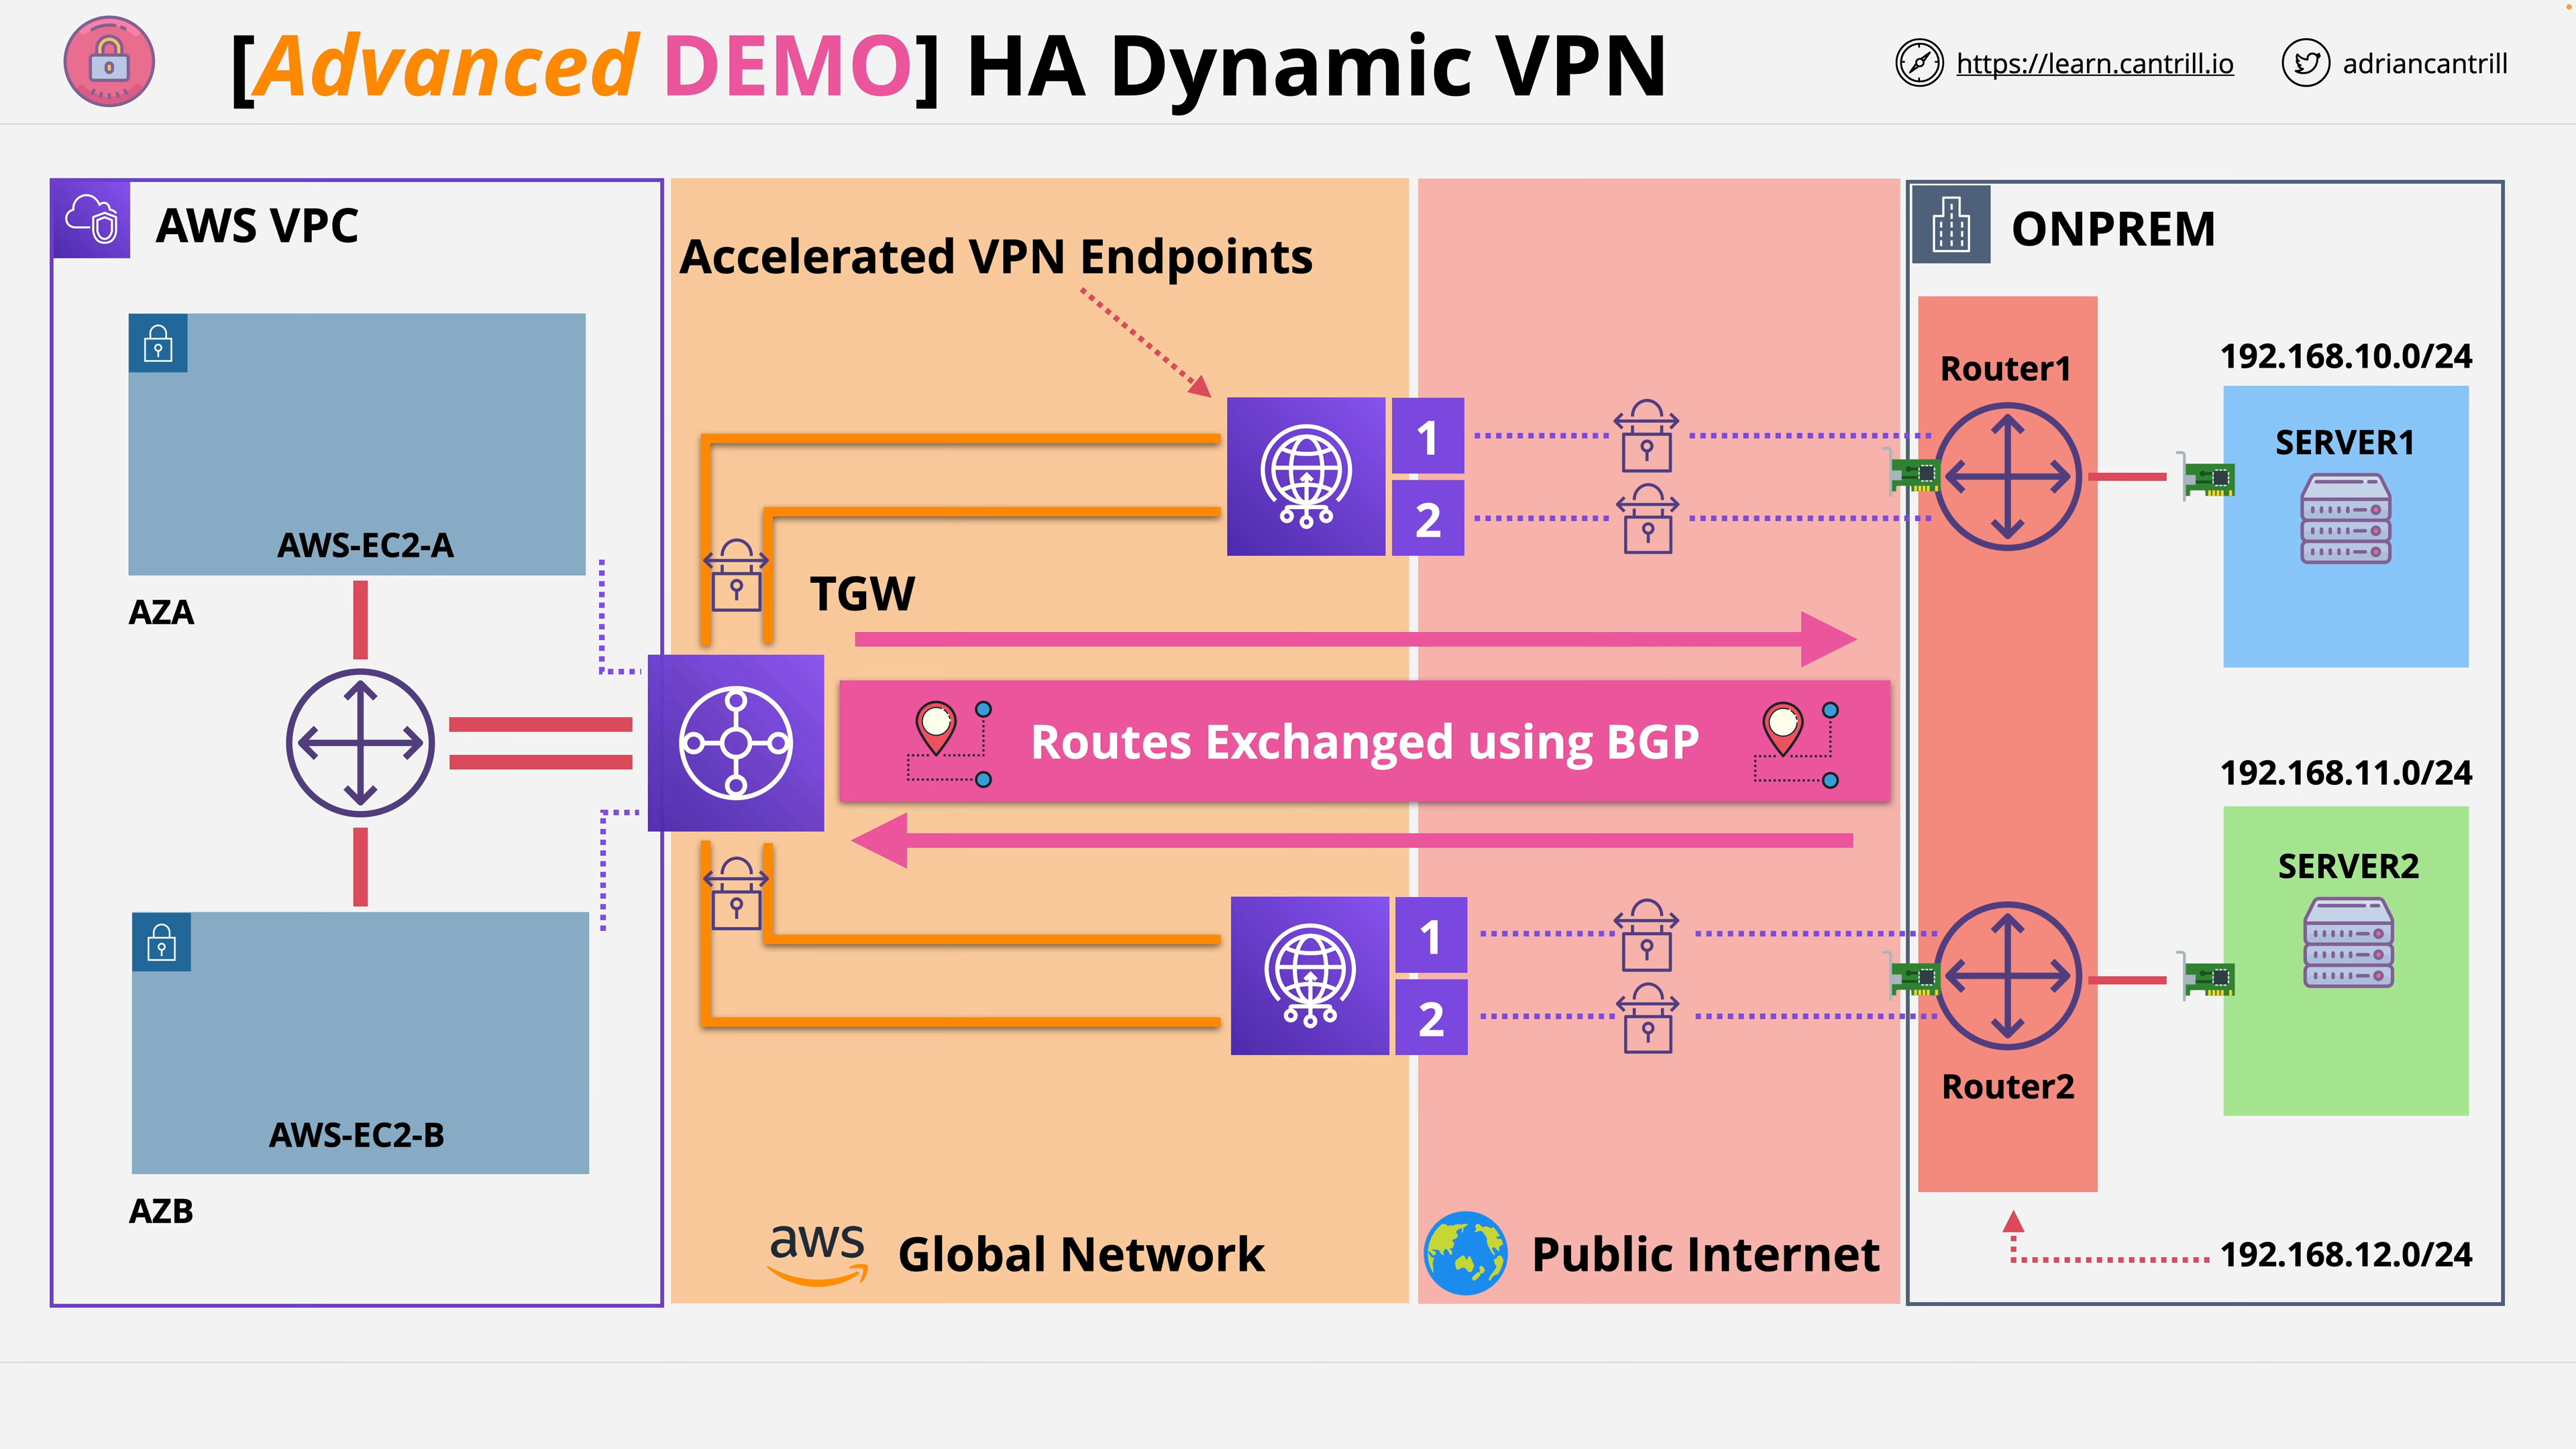 [Advanced DEMO] HA Dynamic VPN
https://learn.cantrill.io
adriancantrill
AWS VPC
AWS-EC2-A
AZA
AWS-EC2-B
AZB
Accelerated VPN Endpoints
1
2
TGW
Routes Exchanged using BGP
1
2
aws
Global Network
Public Internet
ONPREM
Router1
192.168.10.0/24
SERVER1
192.168.11.0/24
SERVER2
Router2
192.168.12.0/24